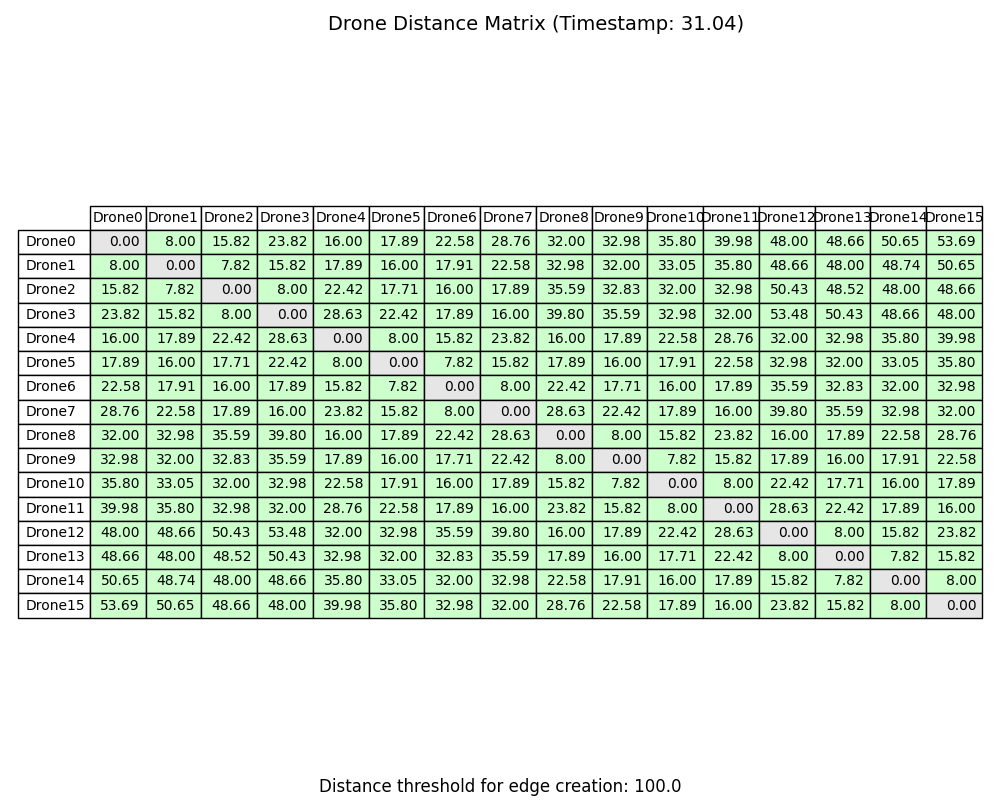 Drone Distance Matrix (Timestamp: 31.04)
Drone0 Drone1 Drone2 Drone3 Drone4 Drone5 Drone6 Drone7 Drone8 Drone9 Drone10 Drone11 Drone12 Drone13 Drone14 Drone15
Drone0 0.00 8.00 15.82 23.82 16.00 17.89 22.58 28.76 32.00 32.98 35.80 39.98 48.00 48.66 50.65 53.69
Drone1 8.00 0.00 7.82 15.82 17.89 16.00 17.91 22.58 32.98 32.00 33.05 35.80 48.66 48.00 48.74 50.65
Drone2 15.82 7.82 0.00 8.00 22.42 17.71 16.00 17.89 35.59 32.83 32.00 32.98 50.43 48.52 48.00 48.66
Drone3 23.82 15.82 8.00 0.00 28.63 22.42 17.89 16.00 39.80 35.59 32.98 32.00 53.48 50.43 48.66 48.00
Drone4 16.00 17.89 22.42 28.63 0.00 8.00 15.82 23.82 16.00 17.89 22.58 28.76 32.00 32.98 35.80 39.98
Drone5 17.89 16.00 17.71 22.42 8.00 0.00 7.82 15.82 17.89 16.00 17.91 22.58 32.98 32.00 33.05 35.80
Drone6 22.58 17.91 16.00 17.89 15.82 7.82 0.00 8.00 22.42 17.71 16.00 17.89 35.59 32.83 32.00 32.98
Drone7 28.76 22.58 17.89 16.00 23.82 15.82 8.00 0.00 28.63 22.42 17.89 16.00 39.80 35.59 32.98 32.00
Drone8 32.00 32.98 35.59 39.80 16.00 17.89 22.42 28.63 0.00 8.00 15.82 23.82 16.00 17.89 22.58 28.76
Drone9 32.98 32.00 32.83 35.59 17.89 16.00 17.71 22.42 8.00 0.00 7.82 15.82 17.89 16.00 17.91 22.58
Drone10 35.80 33.05 32.00 32.98 22.58 17.91 16.00 17.89 15.82 7.82 0.00 8.00 22.42 17.71 16.00 17.89
Drone11 39.98 35.80 32.98 32.00 28.76 22.58 17.89 16.00 23.82 15.82 8.00 0.00 28.63 22.42 17.89 16.00
Drone12 48.00 48.66 50.43 53.48 32.00 32.98 35.59 39.80 16.00 17.89 22.42 28.63 0.00 8.00 15.82 23.82
Drone13 48.66 48.00 48.52 50.43 32.98 32.00 32.83 35.59 17.89 16.00 17.71 22.42 8.00 0.00 7.82 15.82
Drone14 50.65 48.74 48.00 48.66 35.80 33.05 32.00 32.98 22.58 17.91 16.00 17.89 15.82 7.82 0.00 8.00
Drone15 53.69 50.65 48.66 48.00 39.98 35.80 32.98 32.00 28.76 22.58 17.89 16.00 23.82 15.82 8.00 0.00
Distance threshold for edge creation: 100.0